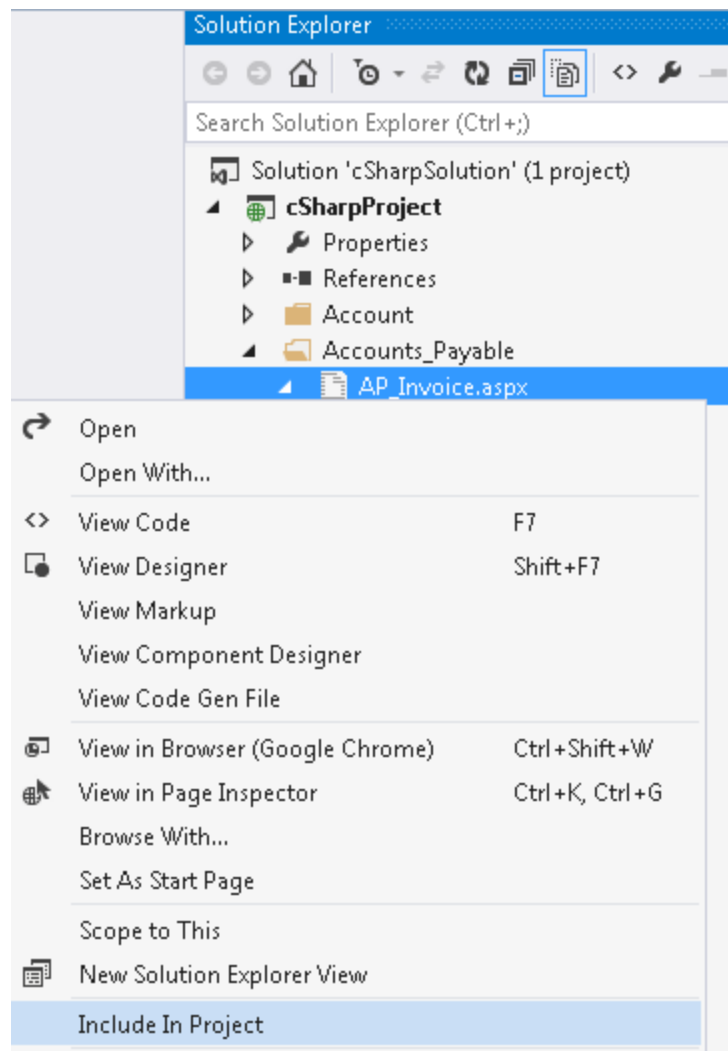 Solution Explorer
Search Solution Explorer (Ctrl+;)
Solution 'cSharpSolution' (1 project)
cSharpProject
Properties
References
Account
Accounts_Payable
AP_Invoice.aspx
Open
Open With...
View Code F7
View Designer Shift+F7
View Markup
View Component Designer
View Code Gen File
View in Browser (Google Chrome) Ctrl+Shift+W
View in Page Inspector Ctrl+K, Ctrl+G
Browse With...
Set As Start Page
Scope to This
New Solution Explorer View
Include In Project